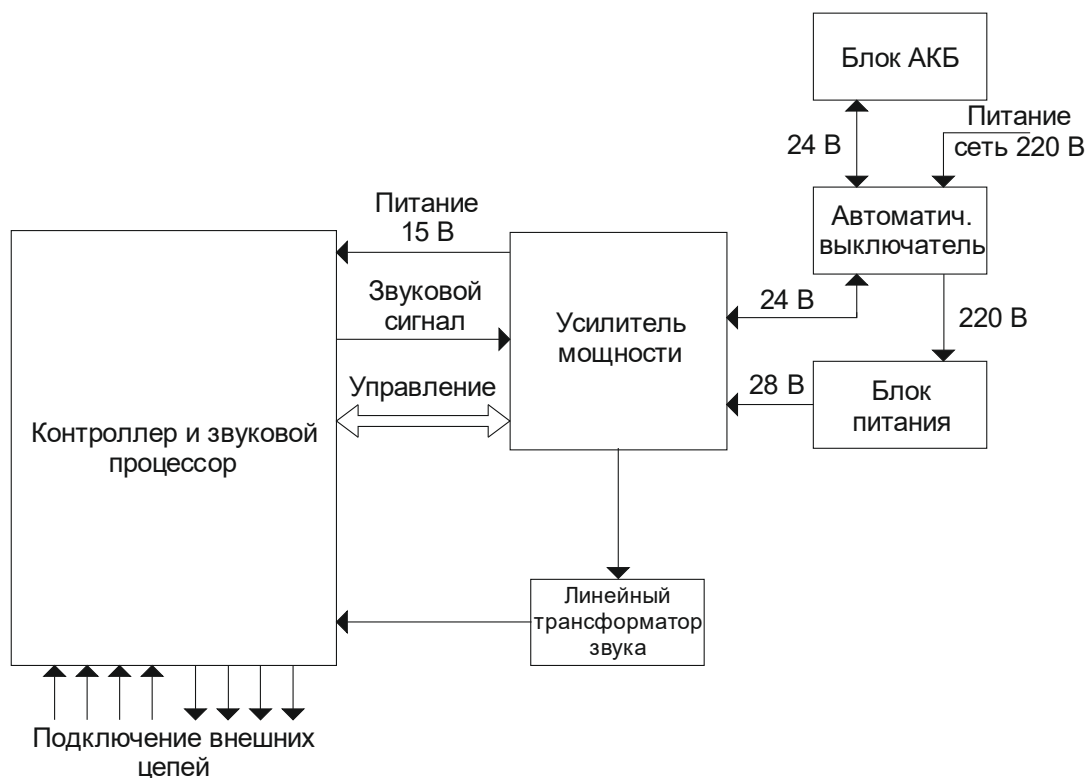 Блок АКБ
24 В
Питание
сеть 220 В
Автоматич.
выключатель
Питание
15 В
Звуковой
сигнал
Управление
Контроллер и звуковой
процессор
Усилитель
мощности
24 В
220 В
28 В
Блок
питания
Линейный
трансформатор
звука
Подключение внешних
цепей